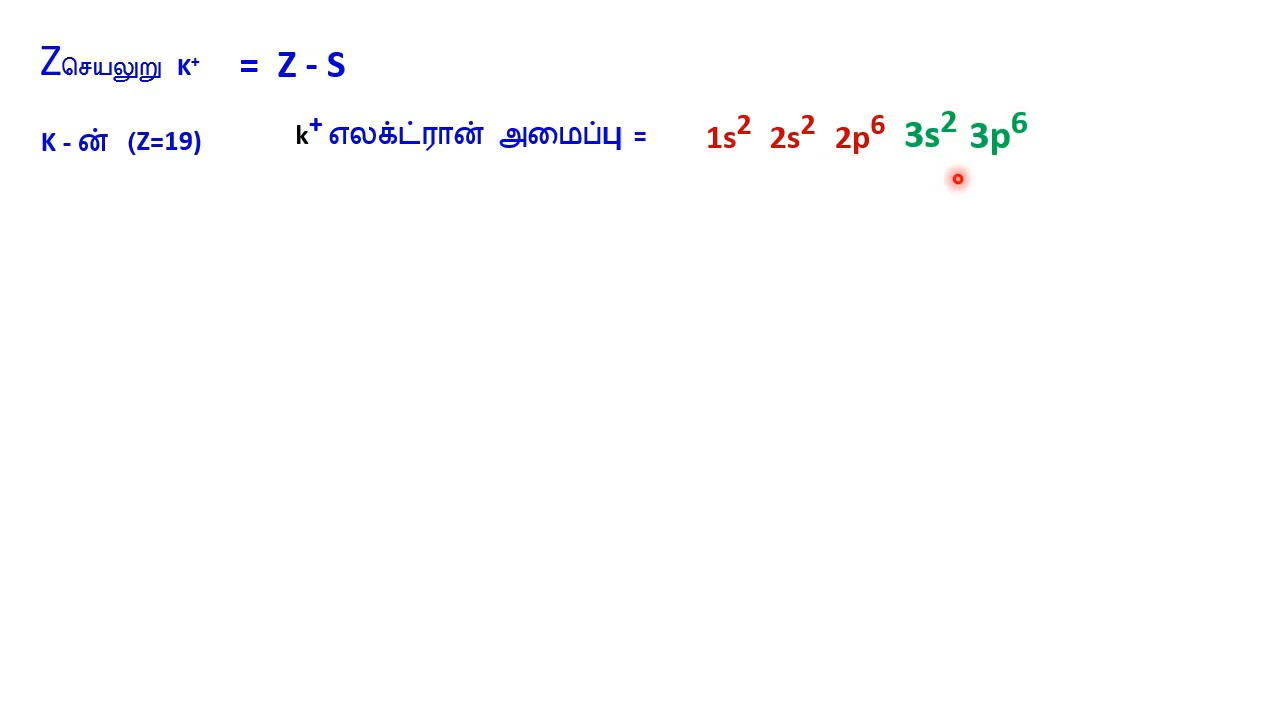 Zசெயலுறு K⁺ = Z - S
K - ன் (Z=19) k⁺ எலக்ட்ரான் அமைப்பு = 1s² 2s² 2p⁶ 3s² 3p⁶